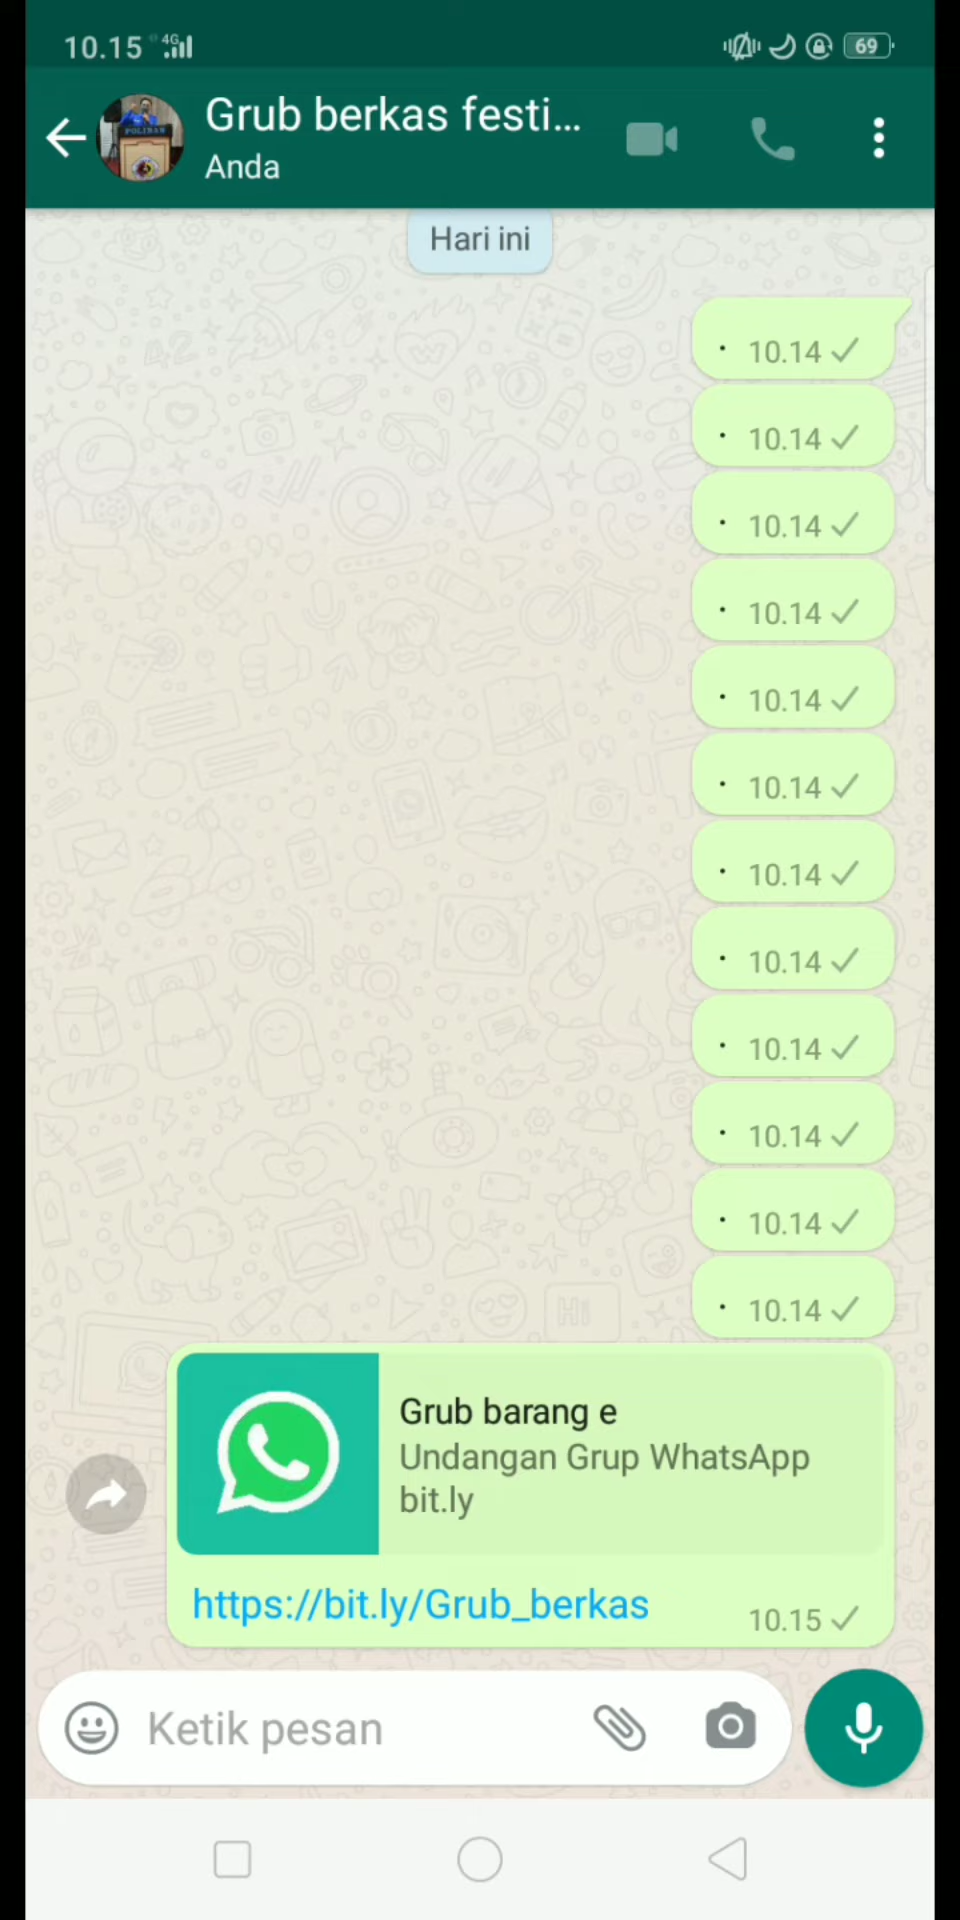 10.15 4G 69
Grub berkas festi...
Anda
Hari ini
. 10.14
. 10.14
. 10.14
. 10.14
. 10.14
. 10.14
. 10.14
. 10.14
. 10.14
. 10.14
. 10.14
. 10.14
Grub barang e
Undangan Grup WhatsApp
bit.ly
https://bit.ly/Grub_berkas 10.15
Ketik pesan